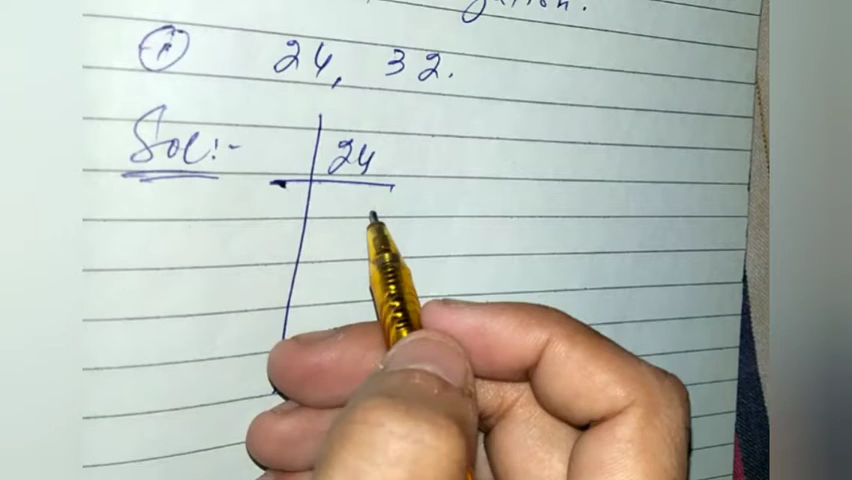 (i) 24, 32.
Sol:-
24